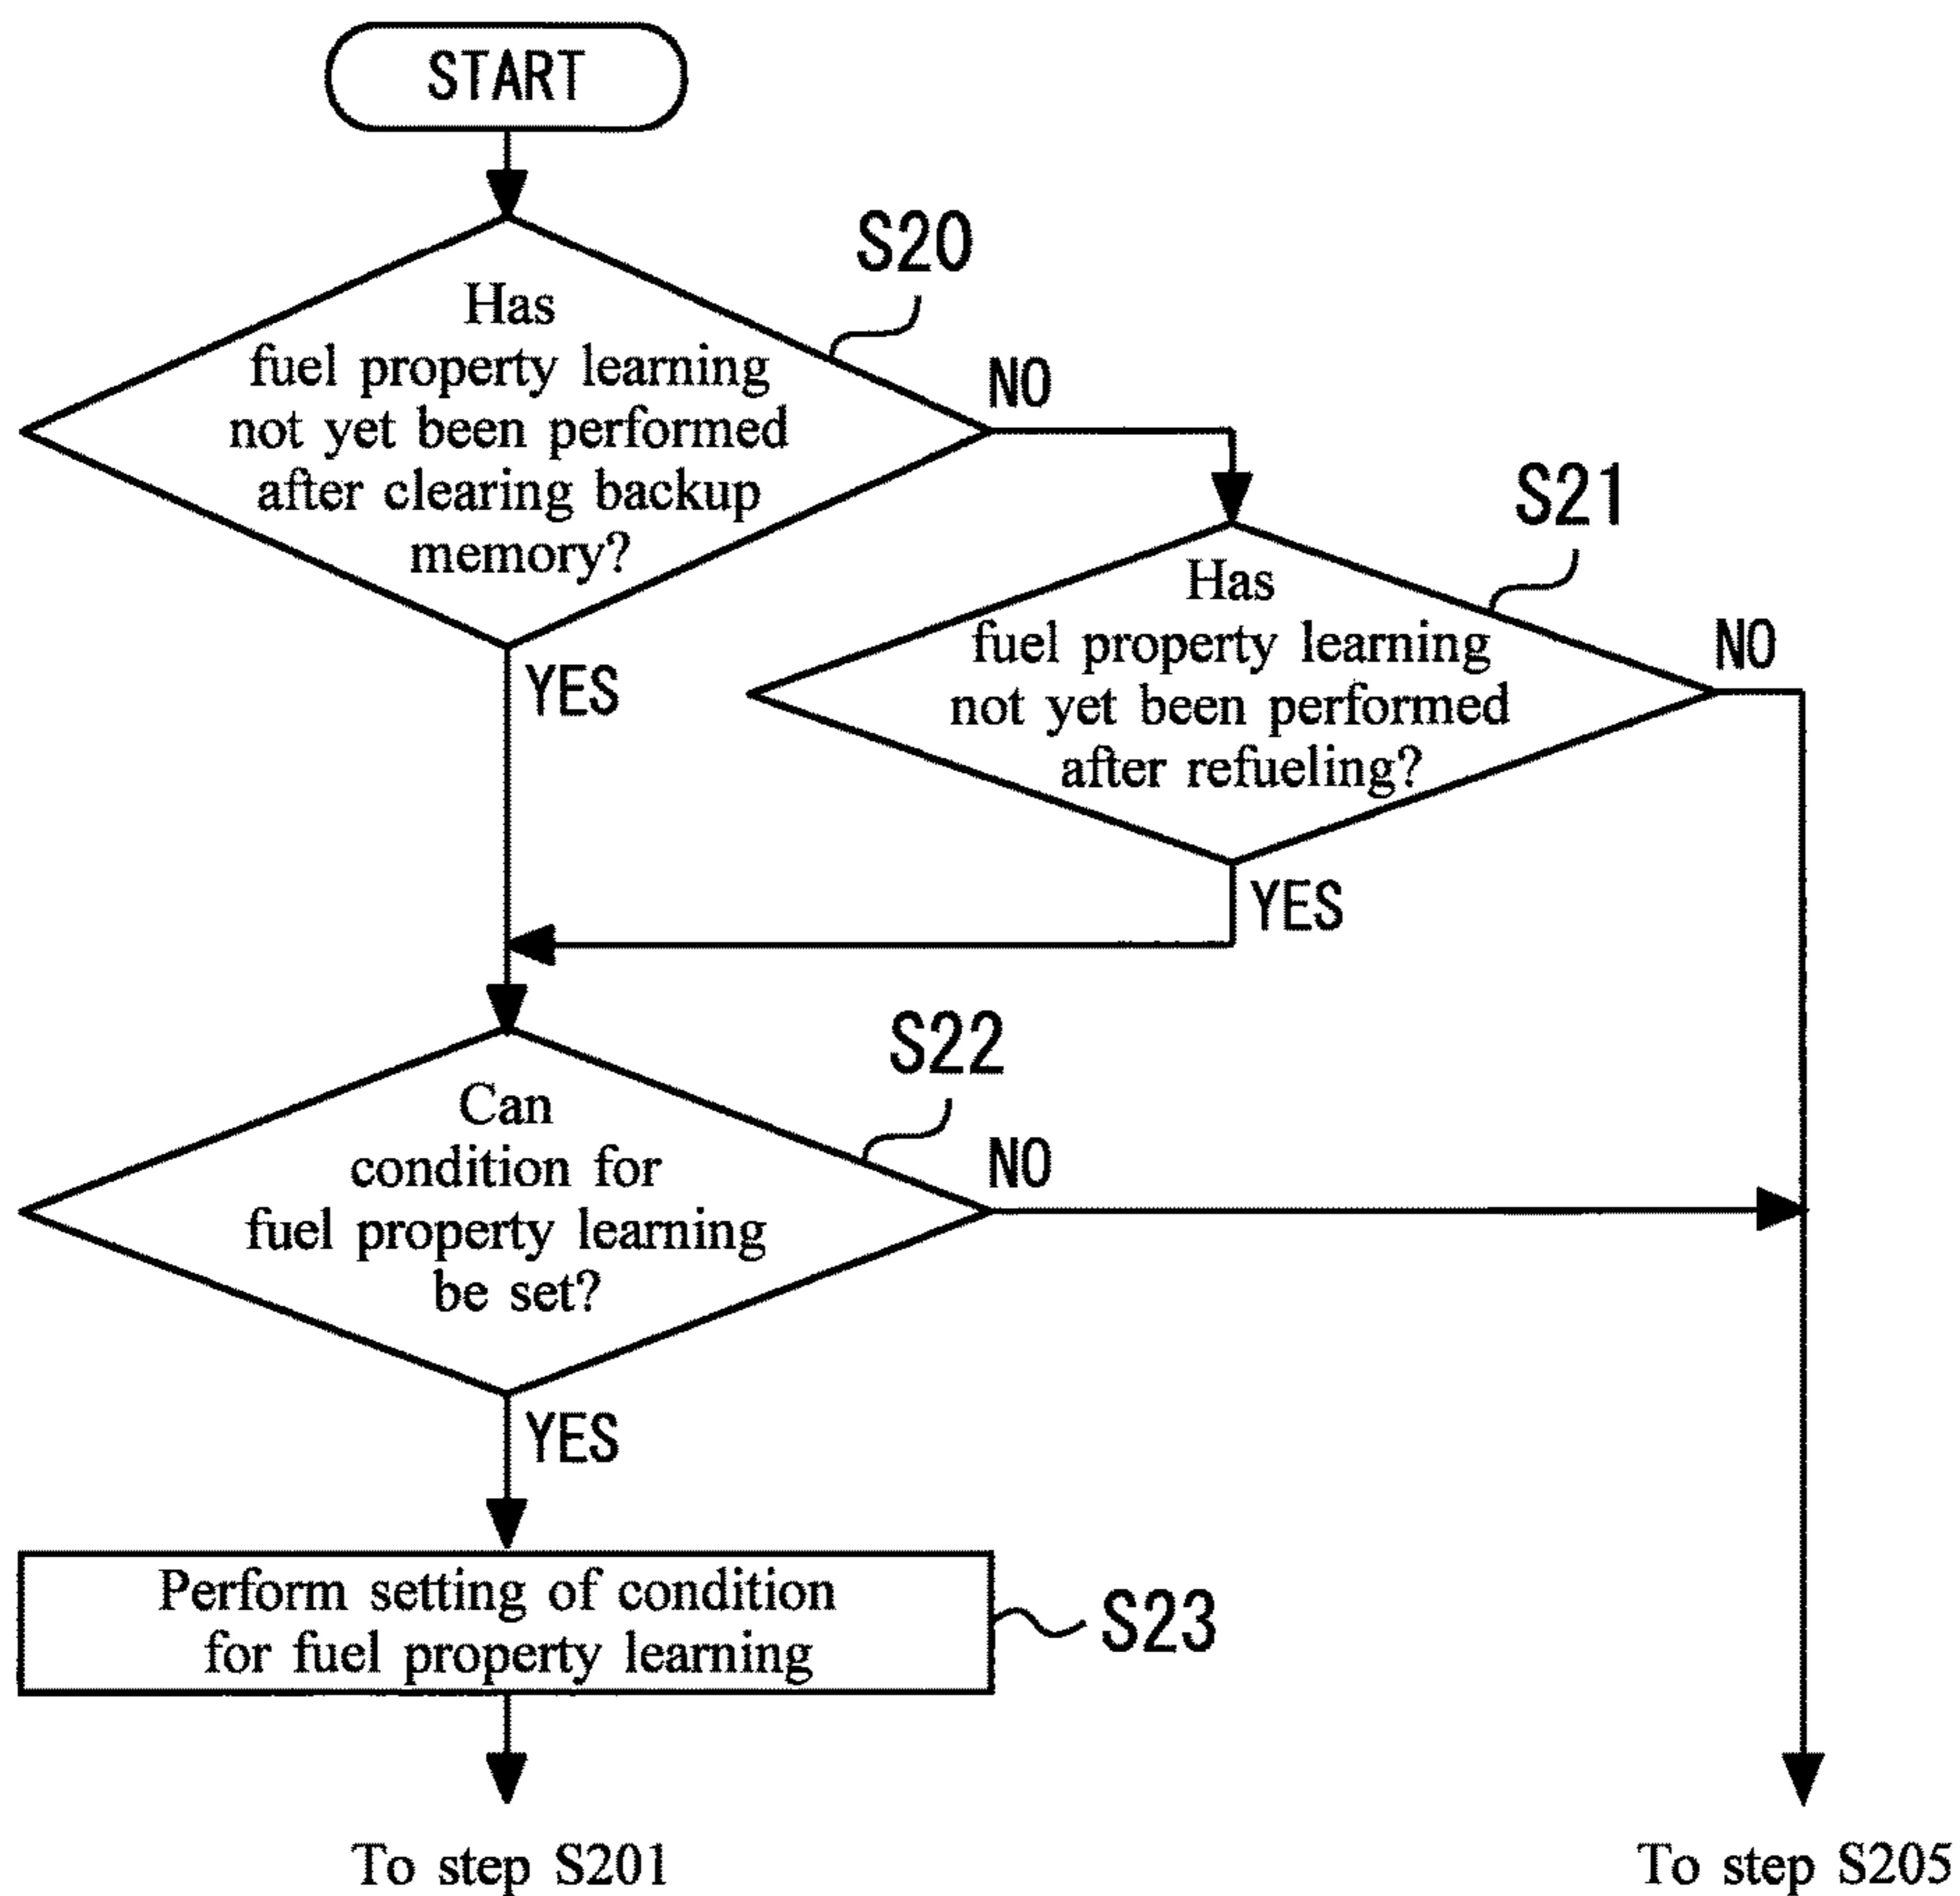 START
S20
Has
fuel property learning
not yet been performed
after clearing backup
memory?
NO
YES
S21
Has
fuel property learning
not yet been performed
after refueling?
NO
YES
S22
Can
condition for
fuel property learning
be set?
NO
YES
Perform setting of condition
for fuel property learning
S23
To step S201
To step S205